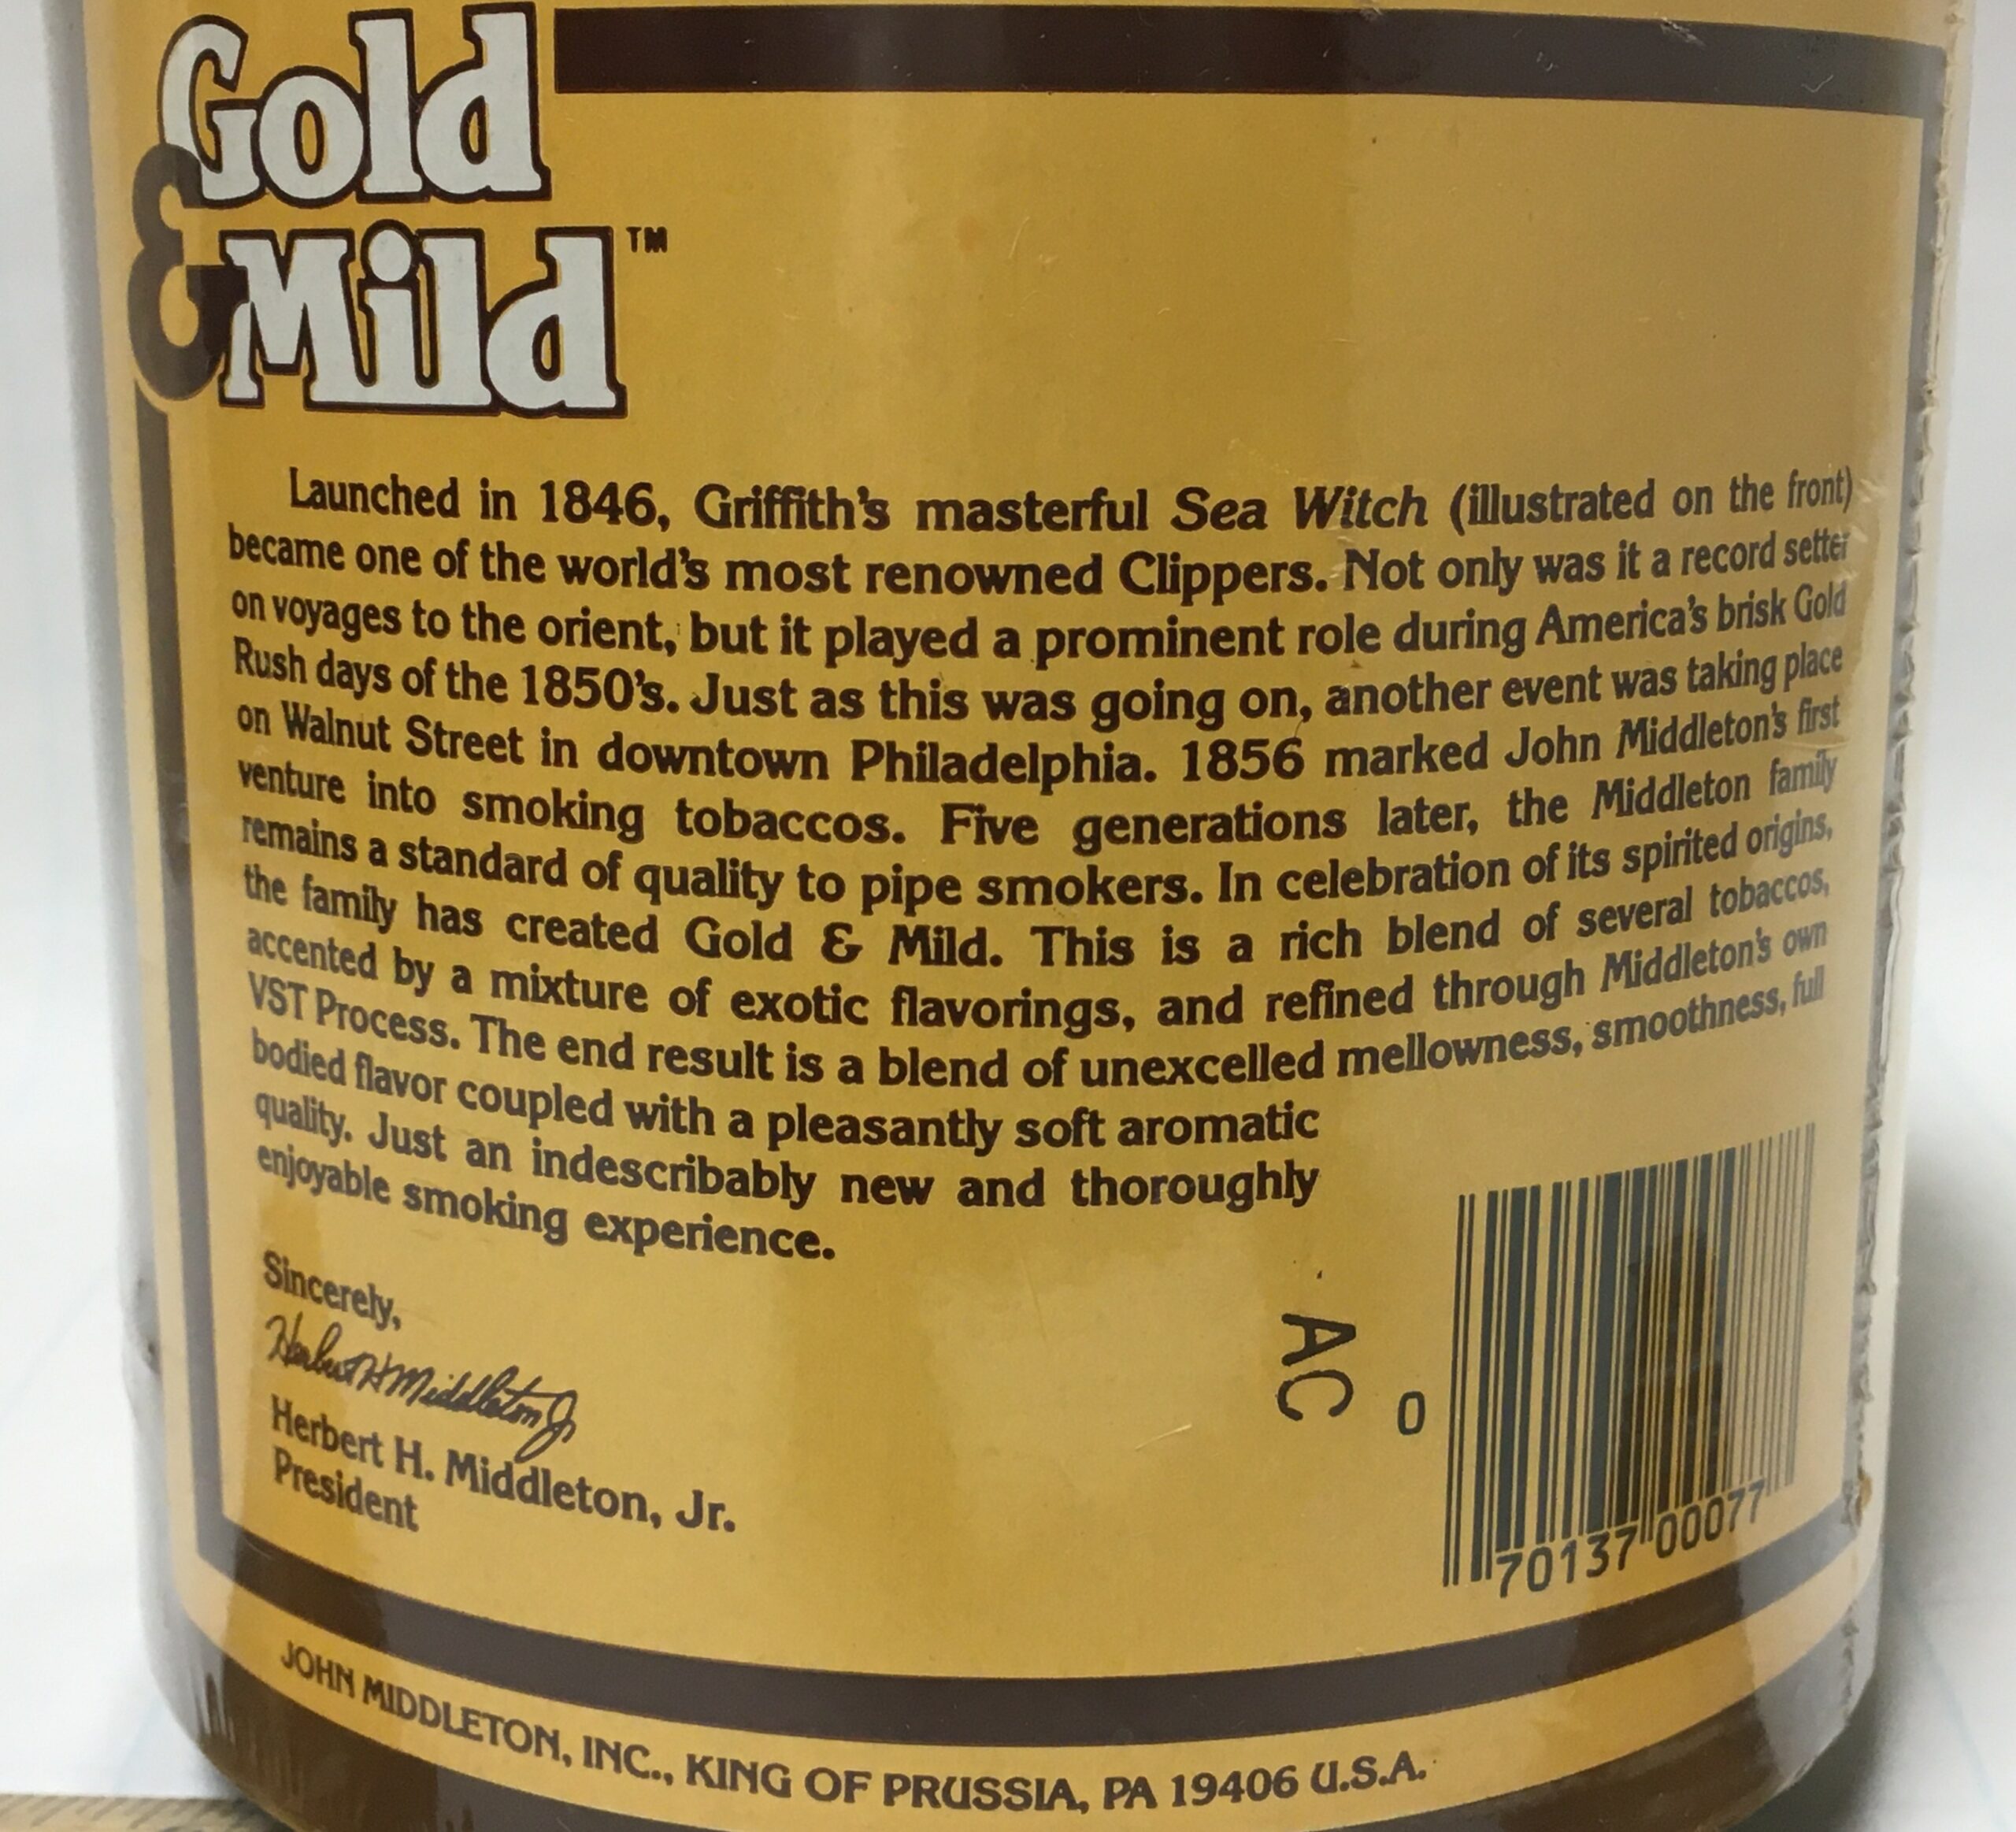 Gold
& Mild™
Launched in 1846, Griffith's masterful Sea Witch (illustrated on the front)
became one of the world's most renowned Clippers. Not only was it a record setter
on voyages to the orient, but it played a prominent role during America's brisk Gold
Rush days of the 1850's. Just as this was going on, another event was taking place
on Walnut Street in downtown Philadelphia. 1856 marked John Middleton's first
venture into smoking tobaccos. Five generations later, the Middleton family
remains a standard of quality to pipe smokers. In celebration of its spirited origins,
the family has created Gold & Mild. This is a rich blend of several tobaccos,
accented by a mixture of exotic flavorings, and refined through Middleton's own
VST Process. The end result is a blend of unexcelled mellowness, smoothness, full
bodied flavor coupled with a pleasantly soft aromatic
quality. Just an indescribably new and thoroughly
enjoyable smoking experience.
Sincerely,
Herbert H Middleton Jr
Herbert H. Middleton, Jr.
President
AC
0 70137 00077
JOHN MIDDLETON, INC., KING OF PRUSSIA, PA 19406 U.S.A.